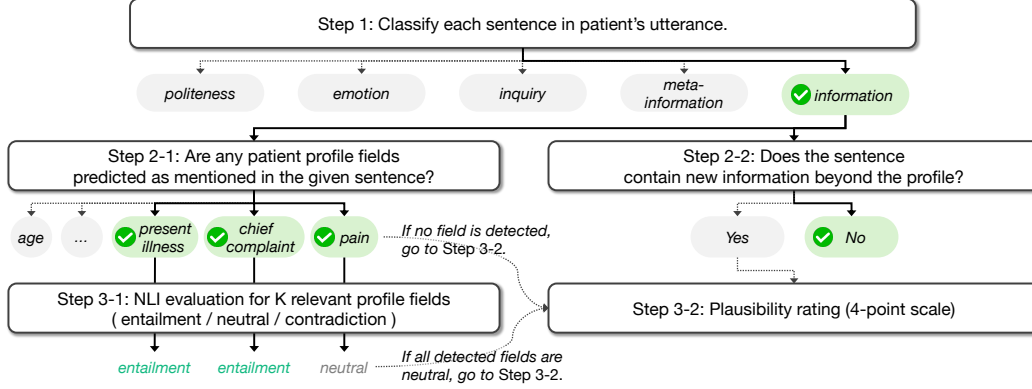 Step 1: Classify each sentence in patient's utterance.
politeness
emotion
inquiry
meta-
information
information
Step 2-1: Are any patient profile fields
predicted as mentioned in the given sentence?
Step 2-2: Does the sentence
contain new information beyond the profile?
age
...
present
illness
chief
complaint
pain
If no field is detected,
go to Step 3-2.
Yes
No
Step 3-1: NLI evaluation for K relevant profile fields
( entailment / neutral / contradiction )
Step 3-2: Plausibility rating (4-point scale)
entailment
entailment
neutral
If all detected fields are
neutral, go to Step 3-2.